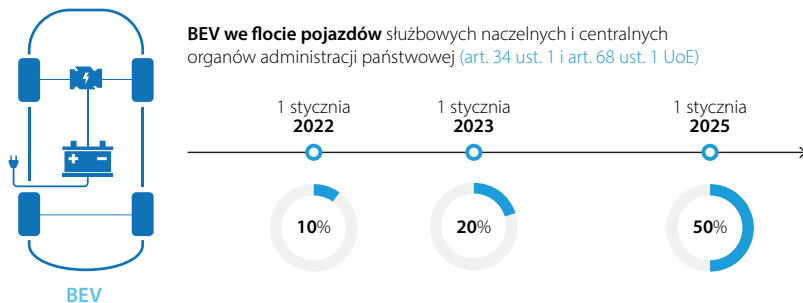 BEV we flocie pojazdów służbowych naczelnych i centralnych
organów administracji państwowej (art. 34 ust. 1 i art. 68 ust. 1 UoE)
1 stycznia
2022
1 stycznia
2023
1 stycznia
2025
10%
20%
50%
BEV